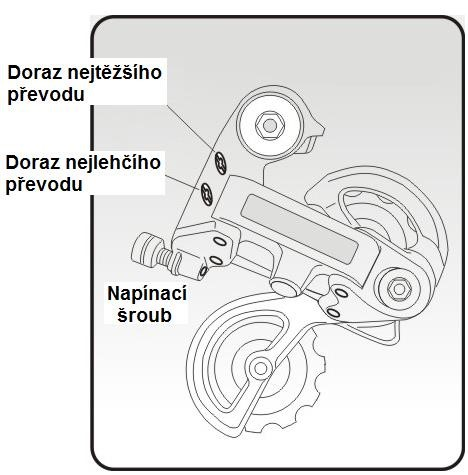 Doraz nejtěžšího
převodu
Doraz nejlehčího
převodu
Napínací
šroub